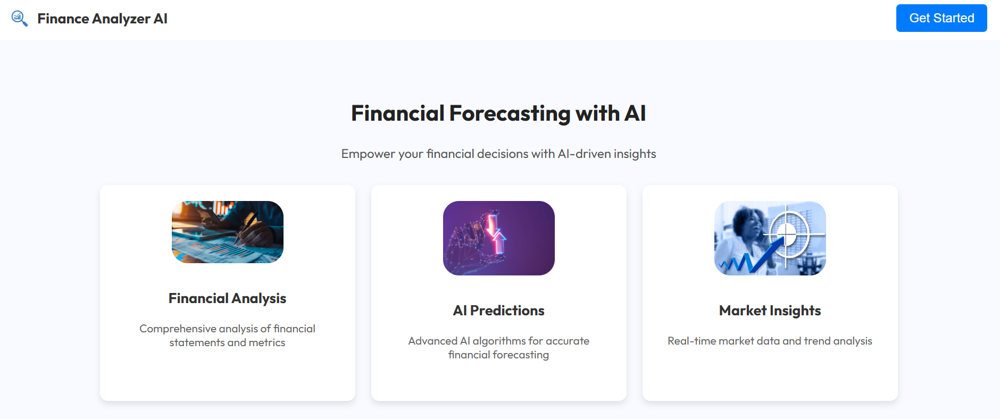 Finance Analyzer AI
Get Started
Financial Forecasting with AI
Empower your financial decisions with AI-driven insights
Financial Analysis
Comprehensive analysis of financial
statements and metrics
AI Predictions
Advanced AI algorithms for accurate
financial forecasting
Market Insights
Real-time market data and trend analysis